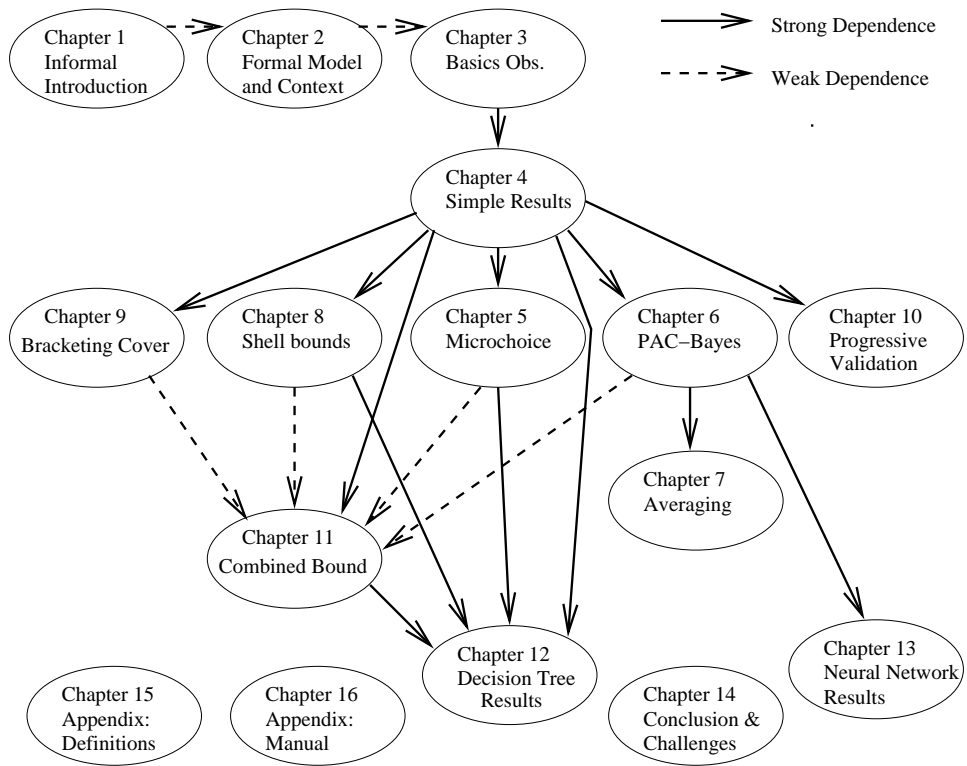 Chapter 1
Informal
Introduction
Chapter 2
Formal Model
and Context
Chapter 3
Basics Obs.
Strong Dependence
Weak Dependence
.
Chapter 4
Simple Results
Chapter 9
Bracketing Cover
Chapter 8
Shell bounds
Chapter 5
Microchoice
Chapter 6
PAC–Bayes
Chapter 10
Progressive
Validation
Chapter 7
Averaging
Chapter 11
Combined Bound
Chapter 12
Decision Tree
Results
Chapter 13
Neural Network
Results
Chapter 15
Appendix:
Definitions
Chapter 16
Appendix:
Manual
Chapter 14
Conclusion &
Challenges